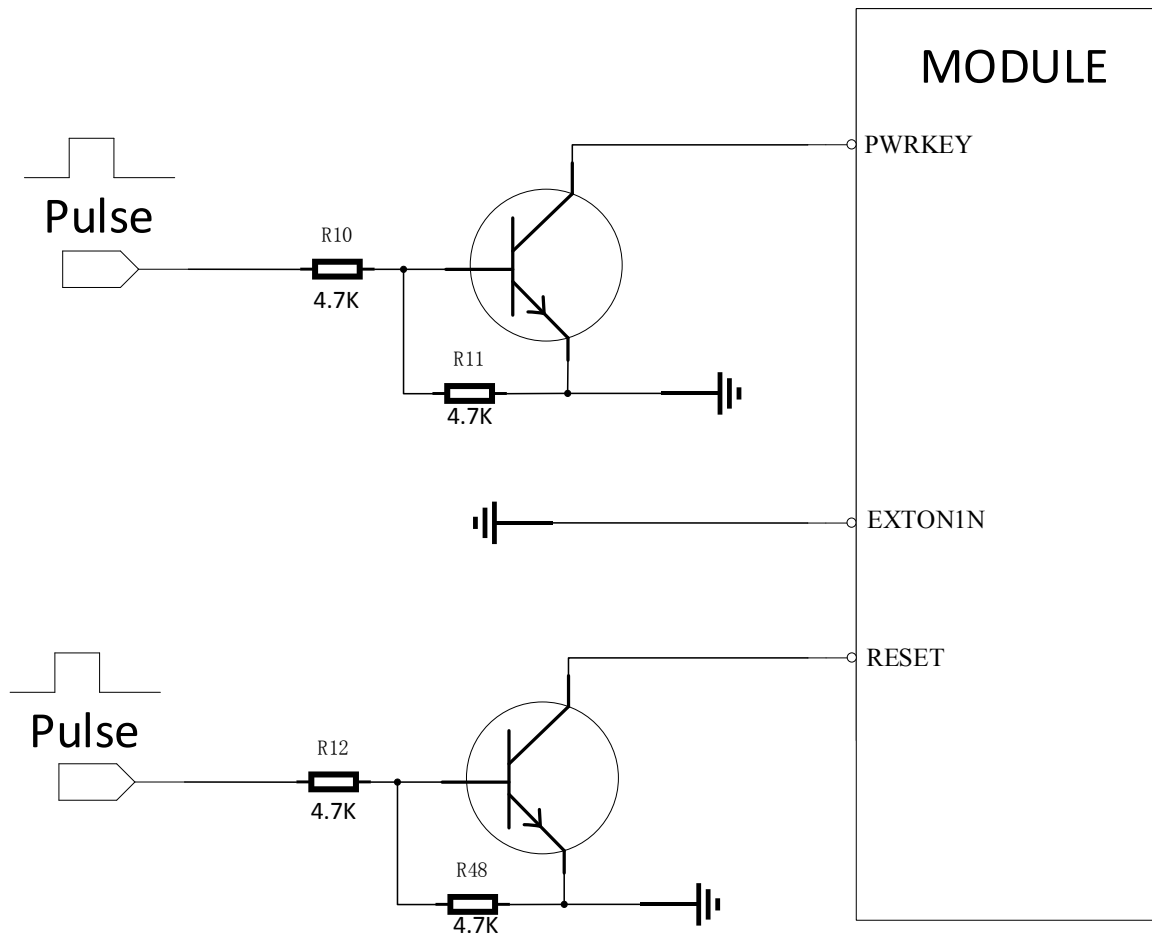 MODULE
PWRKEY
Pulse
R10
4.7K
R11
4.7K
EXTON1N
RESET
Pulse
R12
4.7K
R48
4.7K